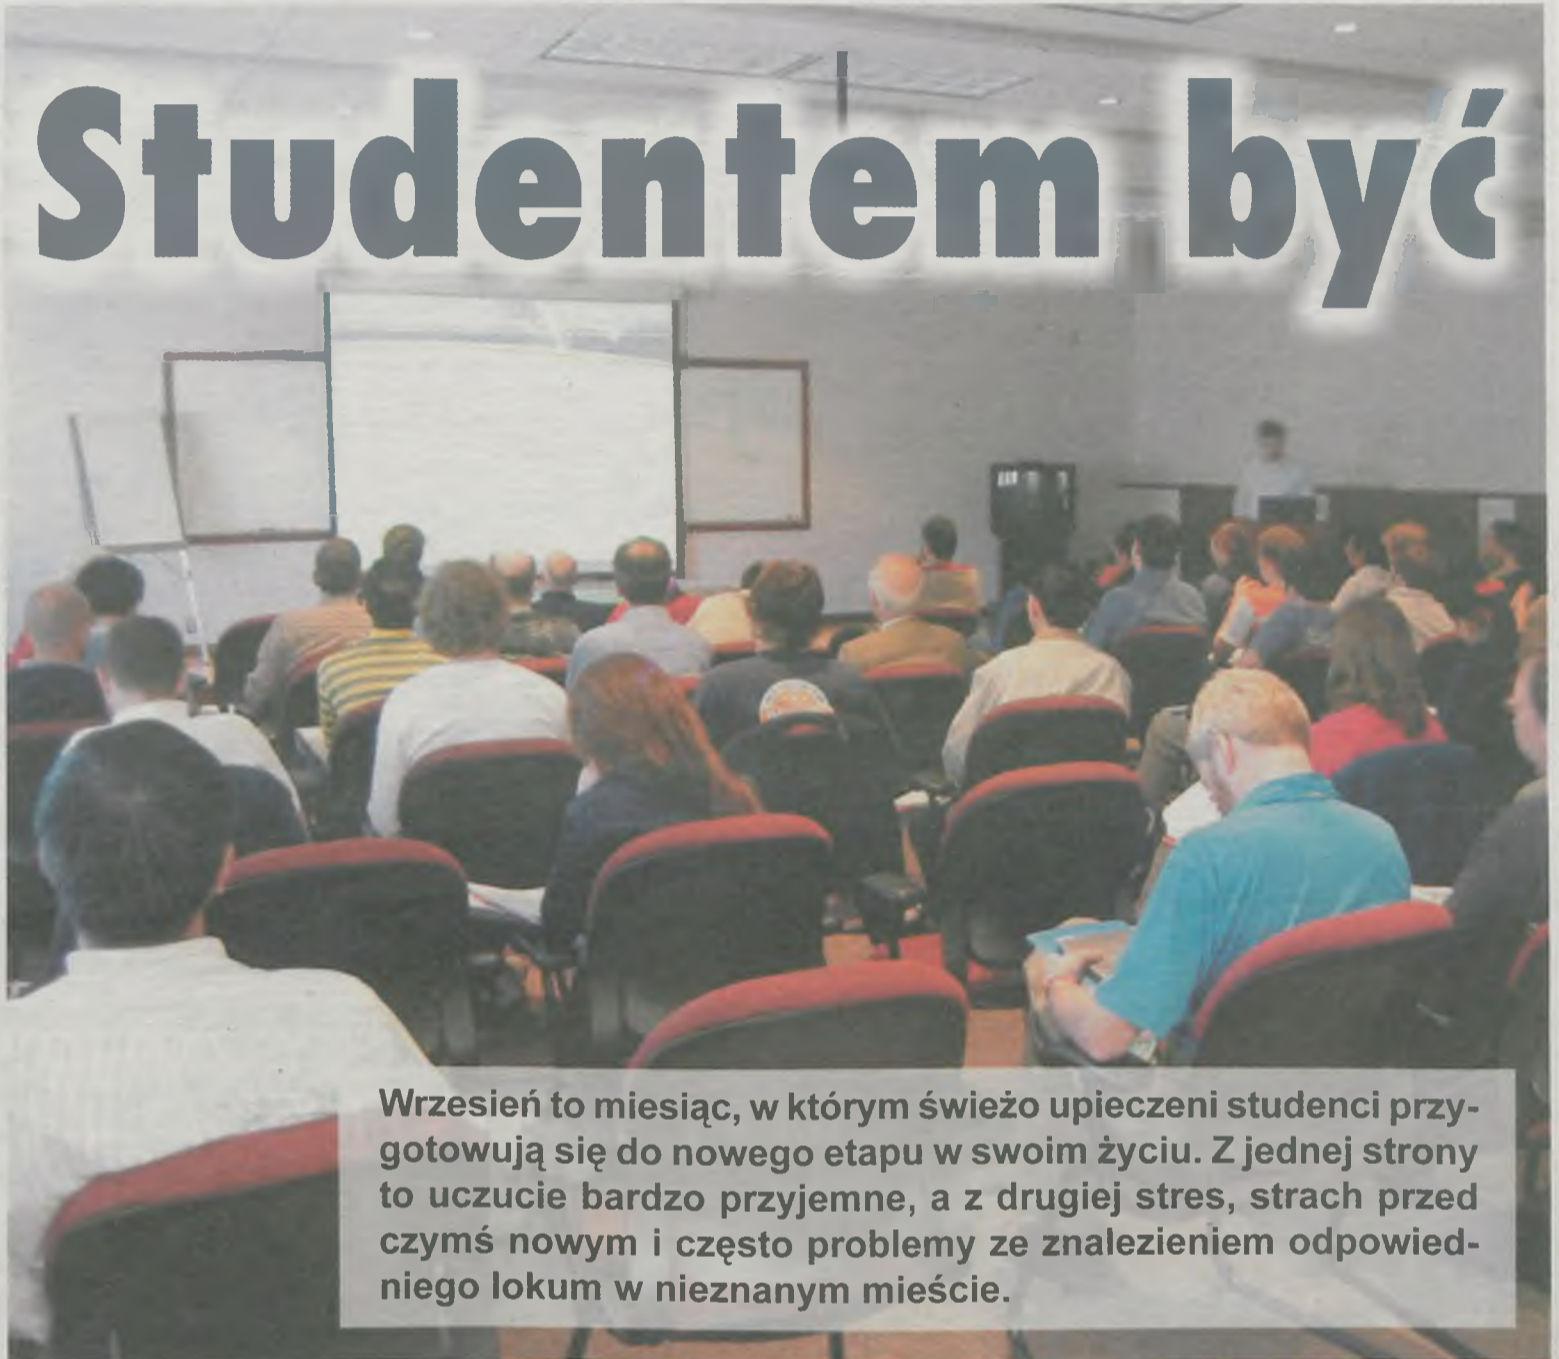 Studentem być
Wrzesień to miesiąc, w którym świeżo upieczeni studenci przy-
gotowują się do nowego etapu w swoim życiu. Z jednej strony
to uczucie bardzo przyjemne, a z drugiej stres, strach przed
czymś nowym i często problemy ze znalezieniem odpowied-
niego lokum w nieznanym mieście.